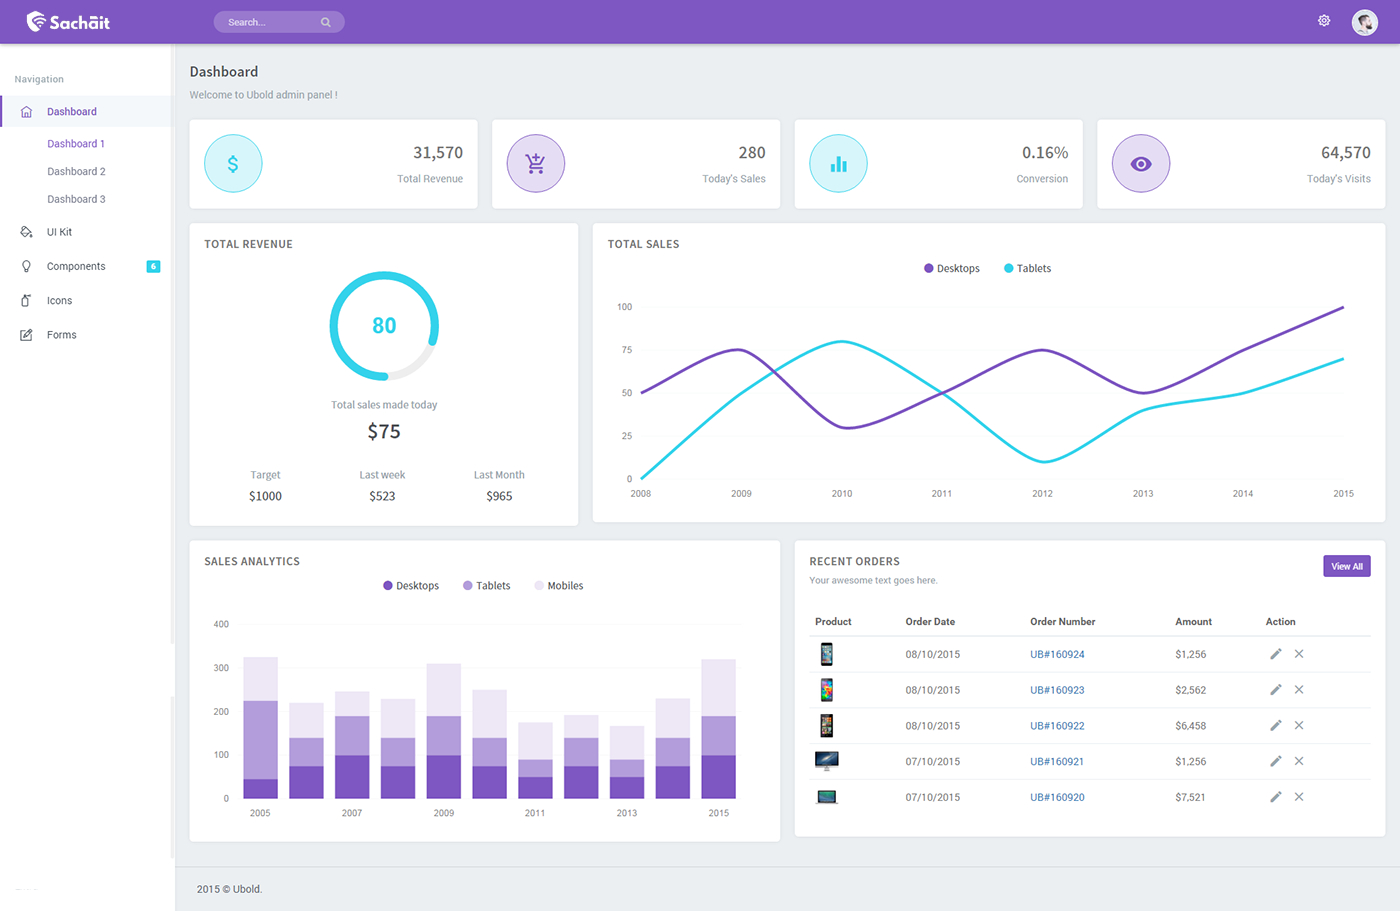 Sachäit
Search...
Navigation
Dashboard
Dashboard 1
Dashboard 2
Dashboard 3
UI Kit
Components 6
Icons
Forms
Dashboard
Welcome to Ubold admin panel !
31,570
Total Revenue
280
Today's Sales
0.16%
Conversion
64,570
Today's Visits
TOTAL REVENUE
80
Total sales made today
$75
Target Last week Last Month
$1000 $523 $965
TOTAL SALES
Desktops Tablets
100
75
50
25
0
2008 2009 2010 2011 2012 2013 2014 2015
SALES ANALYTICS
Desktops Tablets Mobiles
400
300
200
100
0
2005 2007 2009 2011 2013 2015
RECENT ORDERS
Your awesome text goes here.
View All
Product Order Date Order Number Amount Action
08/10/2015 UB#160924 $1,256
08/10/2015 UB#160923 $2,562
08/10/2015 UB#160922 $6,458
07/10/2015 UB#160921 $1,256
07/10/2015 UB#160920 $7,521
2015 © Ubold.